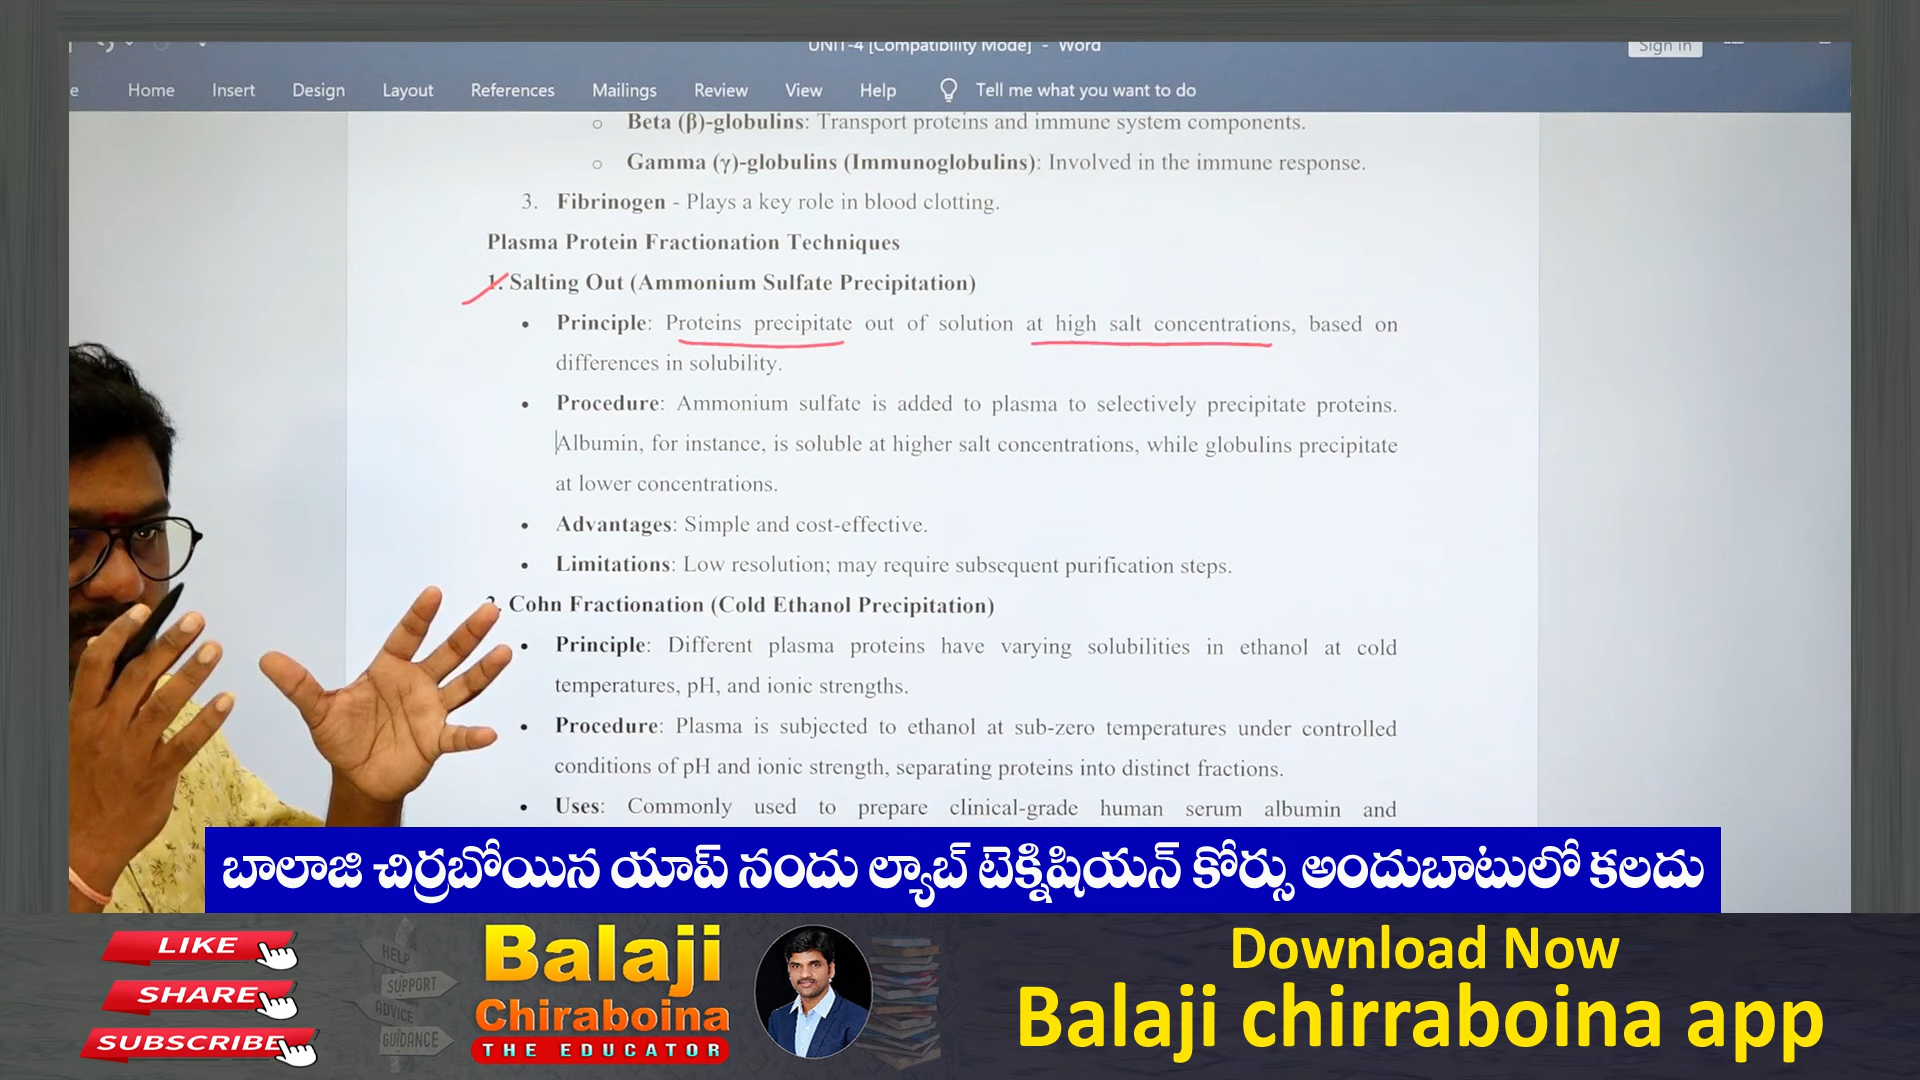 UNIT-4 [Compatibility Mode] - Word
Sign in
e Home Insert Design Layout References Mailings Review View Help Tell me what you want to do
o Beta (β)-globulins: Transport proteins and immune system components.
o Gamma (γ)-globulins (Immunoglobulins): Involved in the immune response.
3. Fibrinogen - Plays a key role in blood clotting.
Plasma Protein Fractionation Techniques
1. Salting Out (Ammonium Sulfate Precipitation)
• Principle: Proteins precipitate out of solution at high salt concentrations, based on
differences in solubility.
• Procedure: Ammonium sulfate is added to plasma to selectively precipitate proteins.
Albumin, for instance, is soluble at higher salt concentrations, while globulins precipitate
at lower concentrations.
• Advantages: Simple and cost-effective.
• Limitations: Low resolution; may require subsequent purification steps.
2. Cohn Fractionation (Cold Ethanol Precipitation)
• Principle: Different plasma proteins have varying solubilities in ethanol at cold
temperatures, pH, and ionic strengths.
• Procedure: Plasma is subjected to ethanol at sub-zero temperatures under controlled
conditions of pH and ionic strength, separating proteins into distinct fractions.
• Uses: Commonly used to prepare clinical-grade human serum albumin and
బాలాజి చిర్రబోయిన యాప్ నందు ల్యాబ్ టెక్నిషియన్ కోర్సు అందుబాటులో కలదు
LIKE
SHARE
SUBSCRIBE
HELP
SUPPORT
ADVICE
GUIDANCE
Balaji
Chiraboina
THE EDUCATOR
Download Now
Balaji chirraboina app